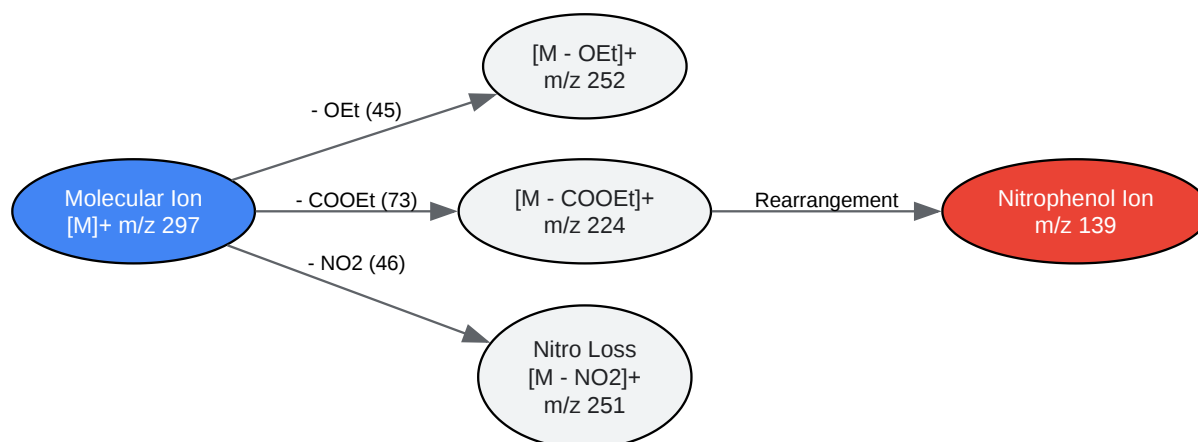 [M - OEt]+
m/z 252
- OEt (45)
Molecular Ion
[M]+ m/z 297
- COOEt (73)
[M - COOEt]+
m/z 224
Rearrangement
Nitrophenol Ion
m/z 139
- NO2 (46)
Nitro Loss
[M - NO2]+
m/z 251